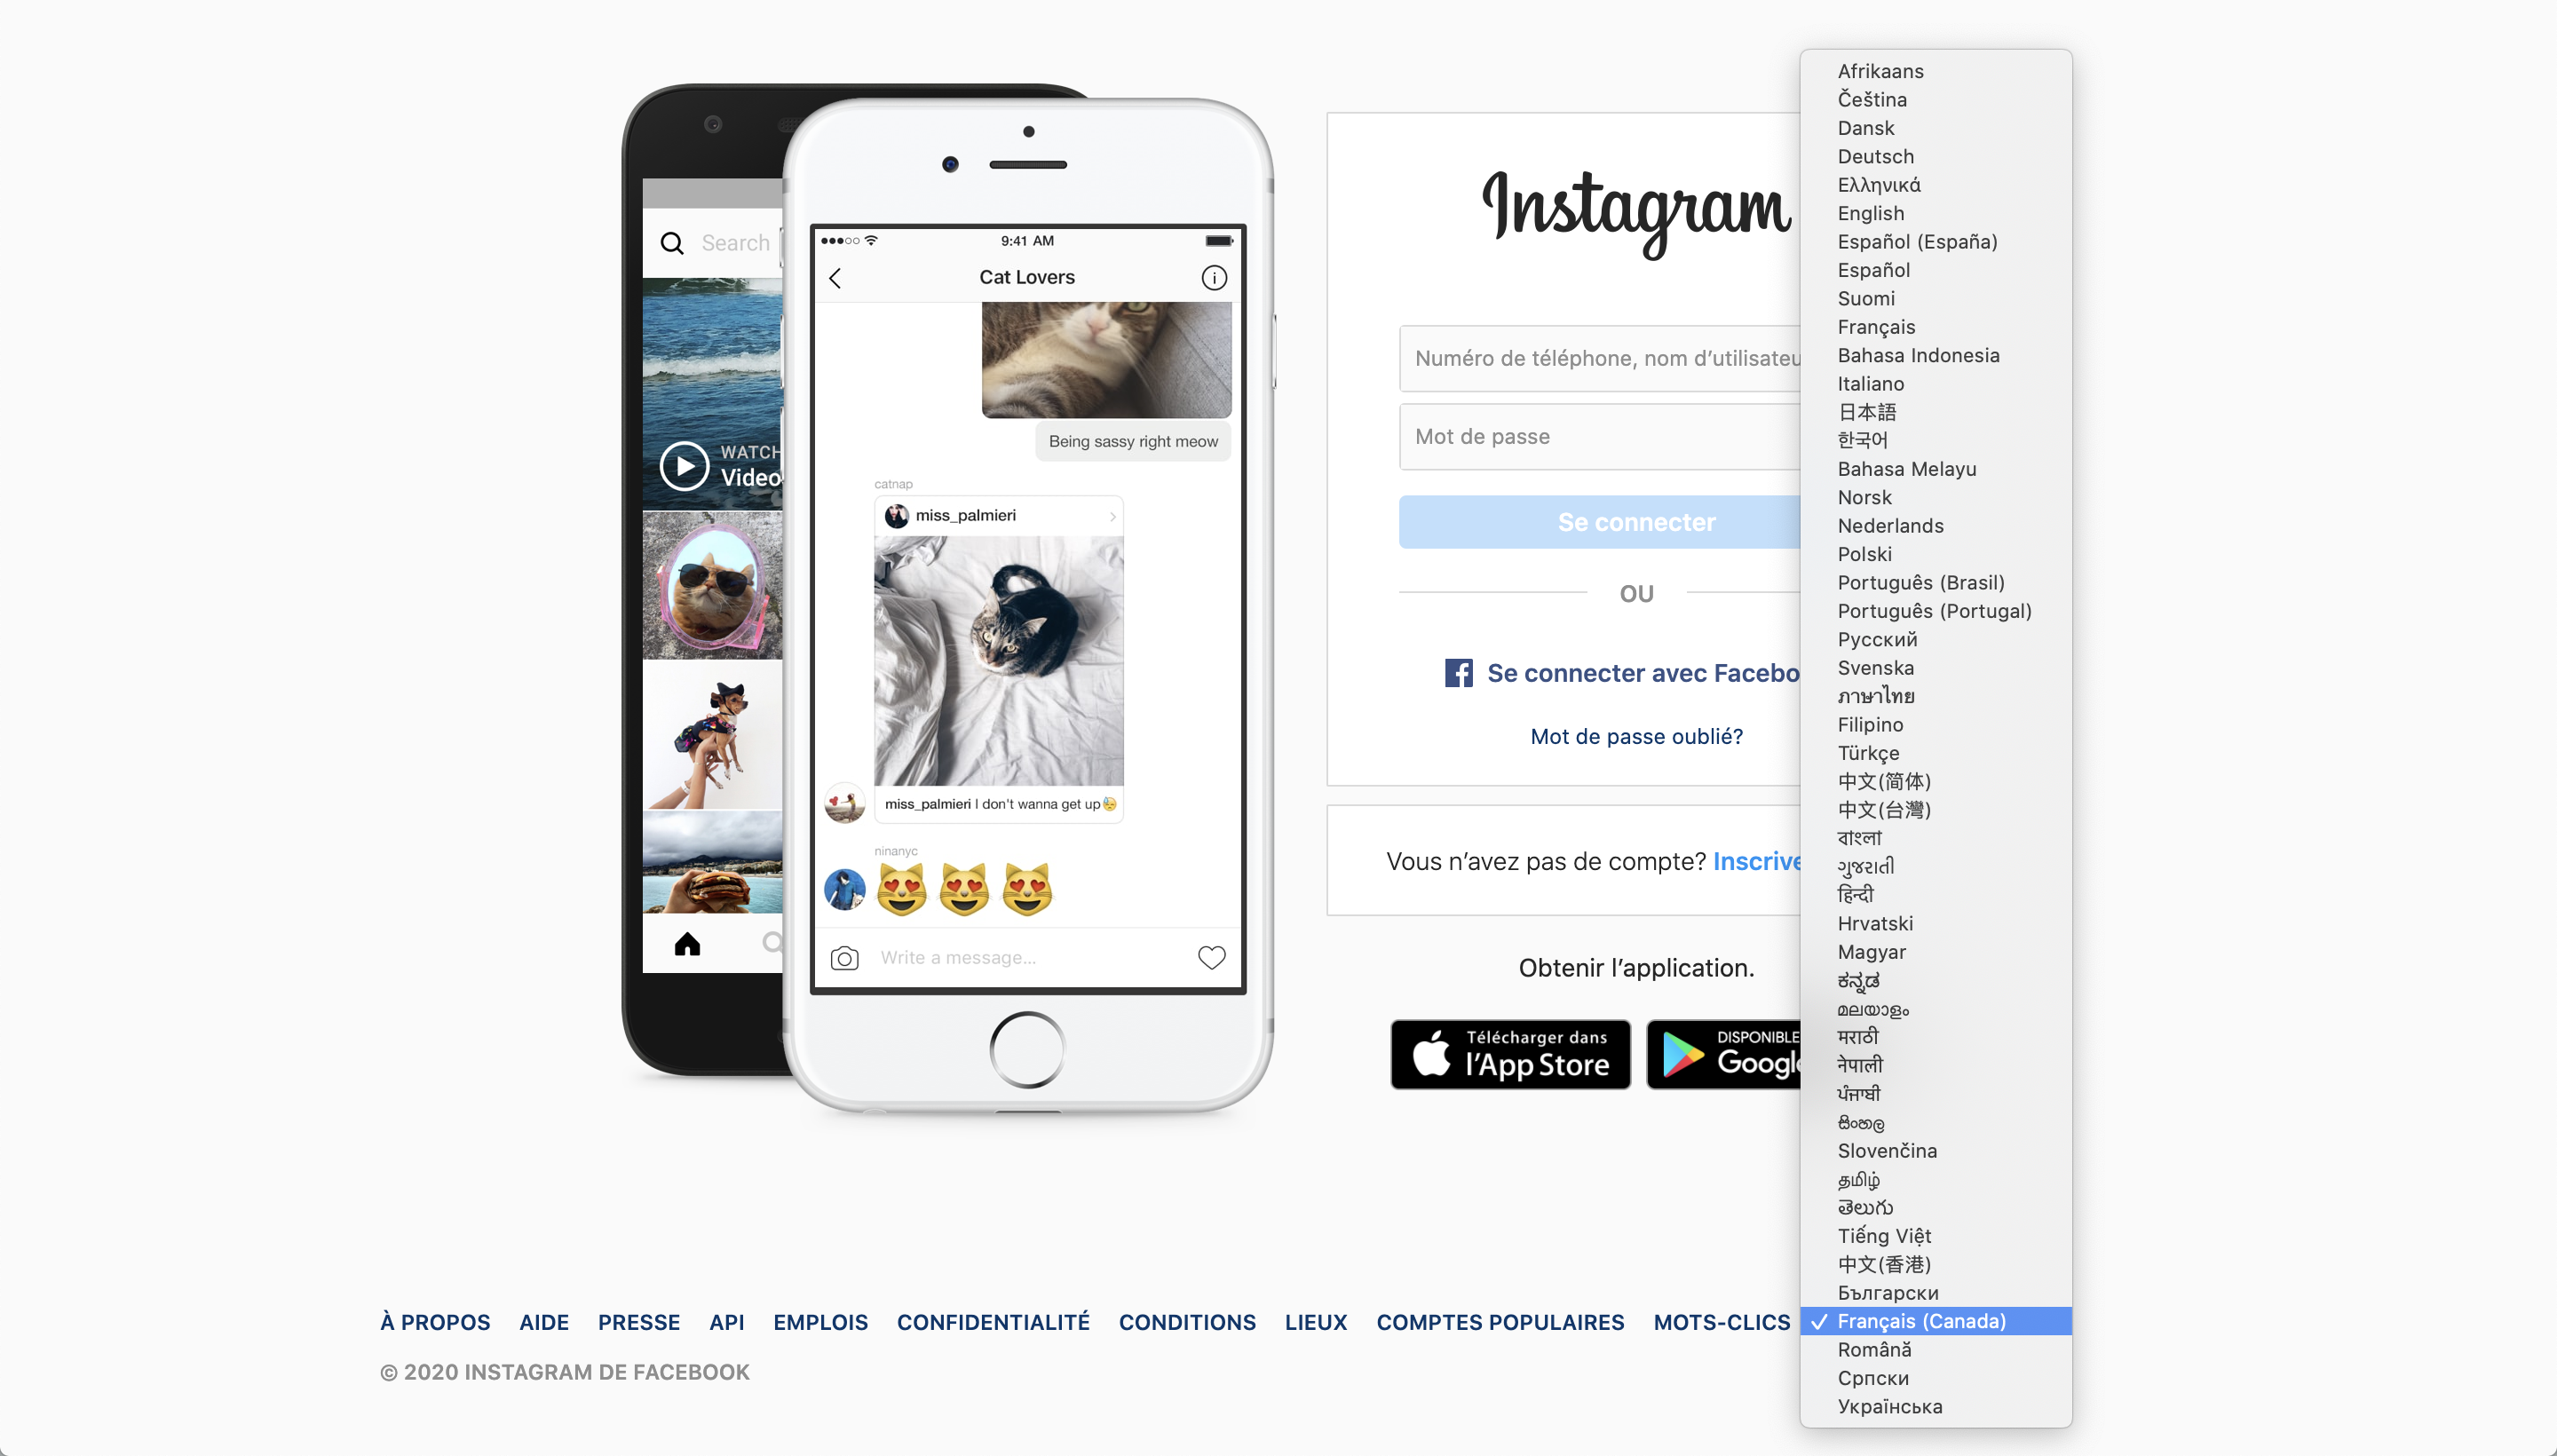 Search
WATCH
Video
9:41 AM
Cat Lovers
Being sassy right meow
catnap
miss_palmieri
miss_palmieri I don't wanna get up
ninanyc
Write a message...
Instagram
Numéro de téléphone, nom d’utilisateu
Mot de passe
Se connecter
OU
Se connecter avec Facebo
Mot de passe oublié?
Vous n’avez pas de compte? Inscrive
Obtenir l’application.
Télécharger dans
l’App Store
DISPONIBLE
Google
Afrikaans
Čeština
Dansk
Deutsch
Ελληνικά
English
Español (España)
Español
Suomi
Français
Bahasa Indonesia
Italiano
日本語
한국어
Bahasa Melayu
Norsk
Nederlands
Polski
Português (Brasil)
Português (Portugal)
Русский
Svenska
ภาษาไทย
Filipino
Türkçe
中文(简体)
中文(台灣)
বাংলা
ગુજરાતી
हिन्दी
Hrvatski
Magyar
ಕನ್ನಡ
മലയാളം
मराठी
नेपाली
ਪੰਜਾਬੀ
සිංහල
Slovenčina
தமிழ்
తెలుగు
Tiếng Việt
中文(香港)
Български
✓ Français (Canada)
Română
Српски
Українська
À PROPOS AIDE PRESSE API EMPLOIS CONFIDENTIALITÉ CONDITIONS LIEUX COMPTES POPULAIRES MOTS-CLICS
© 2020 INSTAGRAM DE FACEBOOK